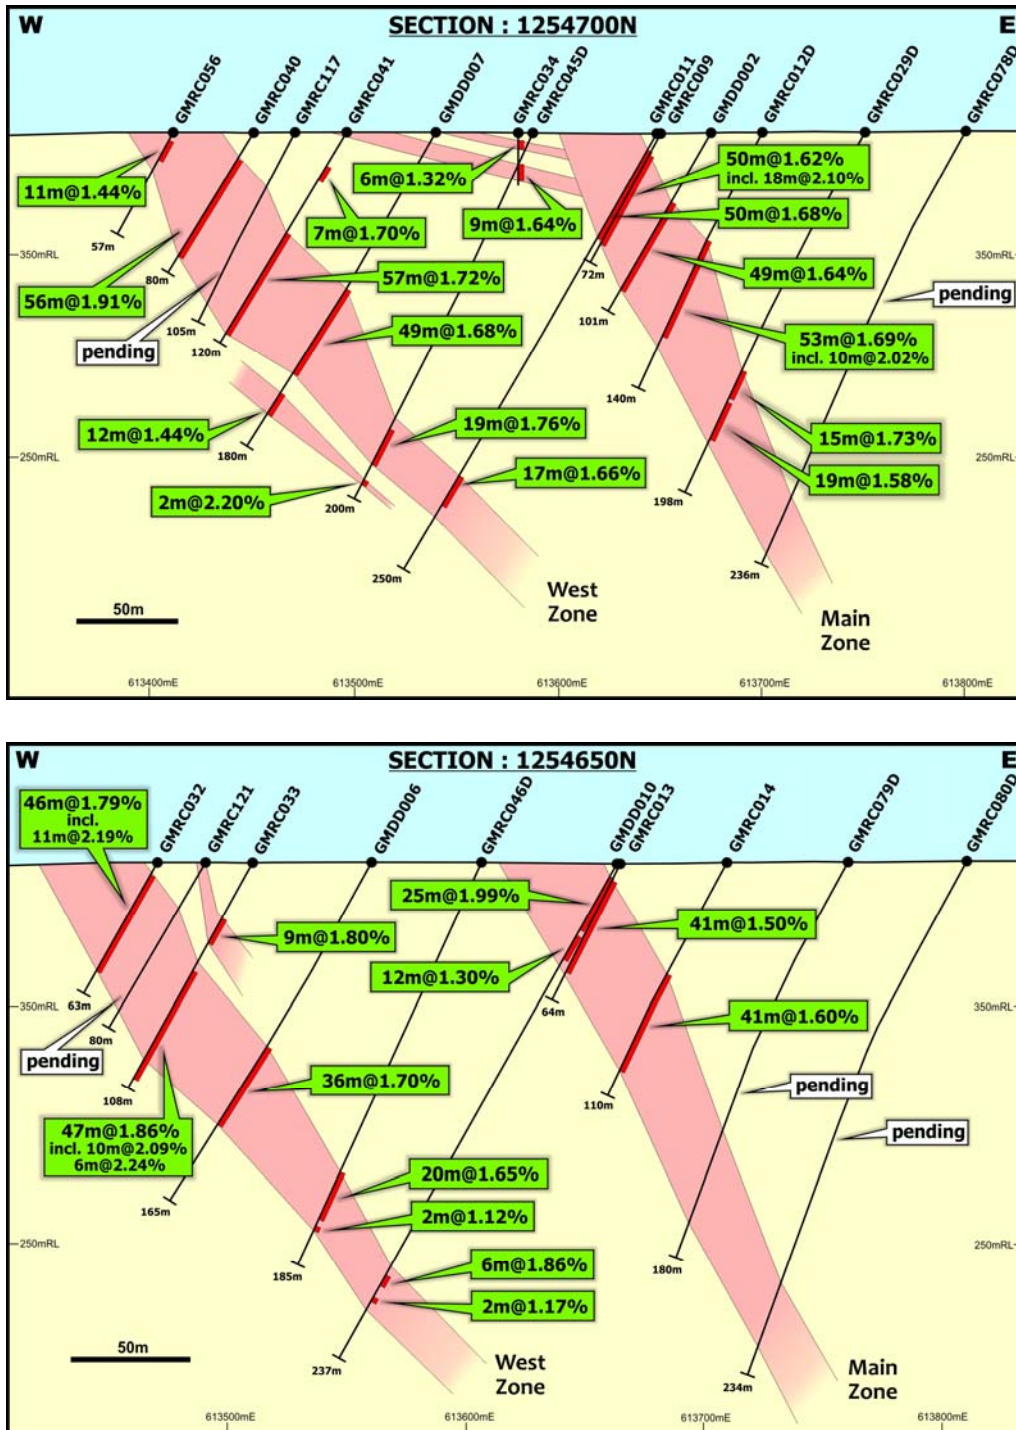 W
SECTION : 1254700N
E
GMRC056
GMRC040
GMRC117
GMRC041
GMDD007
GMRC034
GMRC045D
GMRC011
GMRC009
GMDD002
GMRC012D
GMRC029D
GMRC078D
11m@1.44%
6m@1.32%
50m@1.62%
incl. 18m@2.10%
7m@1.70%
9m@1.64%
50m@1.68%
57m
350mRL
80m
56m@1.91%
57m@1.72%
72m
49m@1.64%
350mRL
pending
105m
pending
120m
49m@1.68%
101m
53m@1.69%
incl. 10m@2.02%
140m
12m@1.44%
180m
19m@1.76%
15m@1.73%
250mRL
250mRL
2m@2.20%
200m
17m@1.66%
198m
19m@1.58%
250m
236m
West
Zone
Main
Zone
50m
613400mE
613500mE
613600mE
613700mE
613800mE
W
SECTION : 1254650N
E
GMRC032
GMRC121
GMRC033
GMDD006
GMRC046D
GMDD010
GMRC013
GMRC014
GMRC079D
GMRC080D
46m@1.79%
incl.
11m@2.19%
25m@1.99%
9m@1.80%
41m@1.50%
12m@1.30%
63m
350mRL
64m
41m@1.60%
350mRL
80m
pending
108m
36m@1.70%
110m
pending
47m@1.86%
incl. 10m@2.09%
6m@2.24%
pending
165m
20m@1.65%
2m@1.12%
250mRL
250mRL
185m
6m@1.86%
180m
2m@1.17%
50m
237m
West
Zone
234m
Main
Zone
613500mE
613600mE
613700mE
613800mE